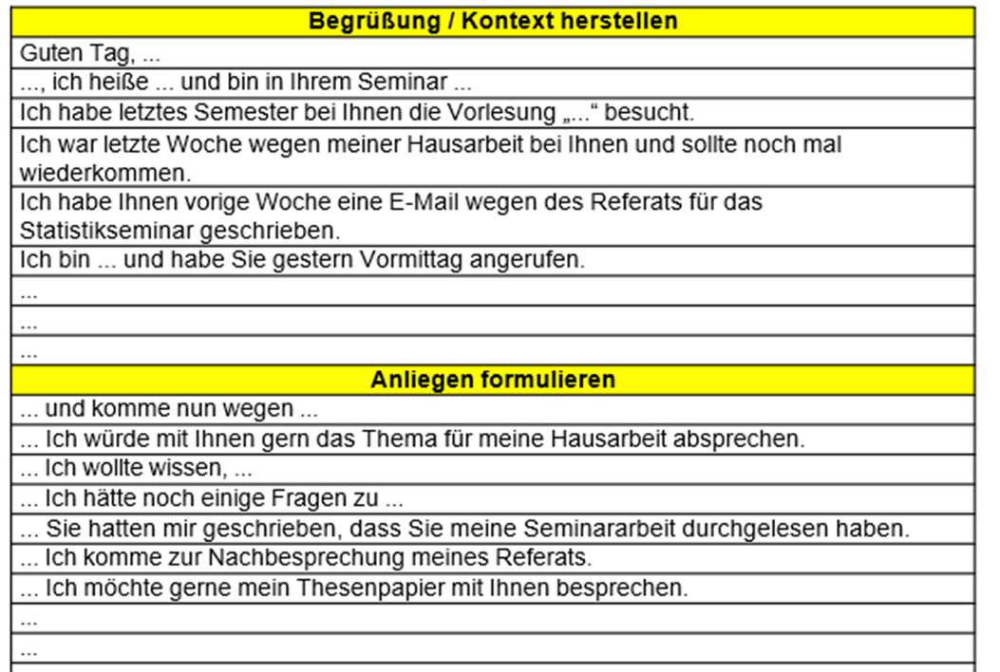 Begrüßung / Kontext herstellen
Guten Tag, ...
..., ich heiße ... und bin in Ihrem Seminar ...
Ich habe letztes Semester bei Ihnen die Vorlesung „...“ besucht.
Ich war letzte Woche wegen meiner Hausarbeit bei Ihnen und sollte noch mal
wiederkommen.
Ich habe Ihnen vorige Woche eine E-Mail wegen des Referats für das
Statistikseminar geschrieben.
Ich bin ... und habe Sie gestern Vormittag angerufen.
...
...
...
Anliegen formulieren
... und komme nun wegen ...
... Ich würde mit Ihnen gern das Thema für meine Hausarbeit absprechen.
... Ich wollte wissen, ...
... Ich hätte noch einige Fragen zu ...
... Sie hatten mir geschrieben, dass Sie meine Seminararbeit durchgelesen haben.
... Ich komme zur Nachbesprechung meines Referats.
... Ich möchte gerne mein Thesenpapier mit Ihnen besprechen.
...
...